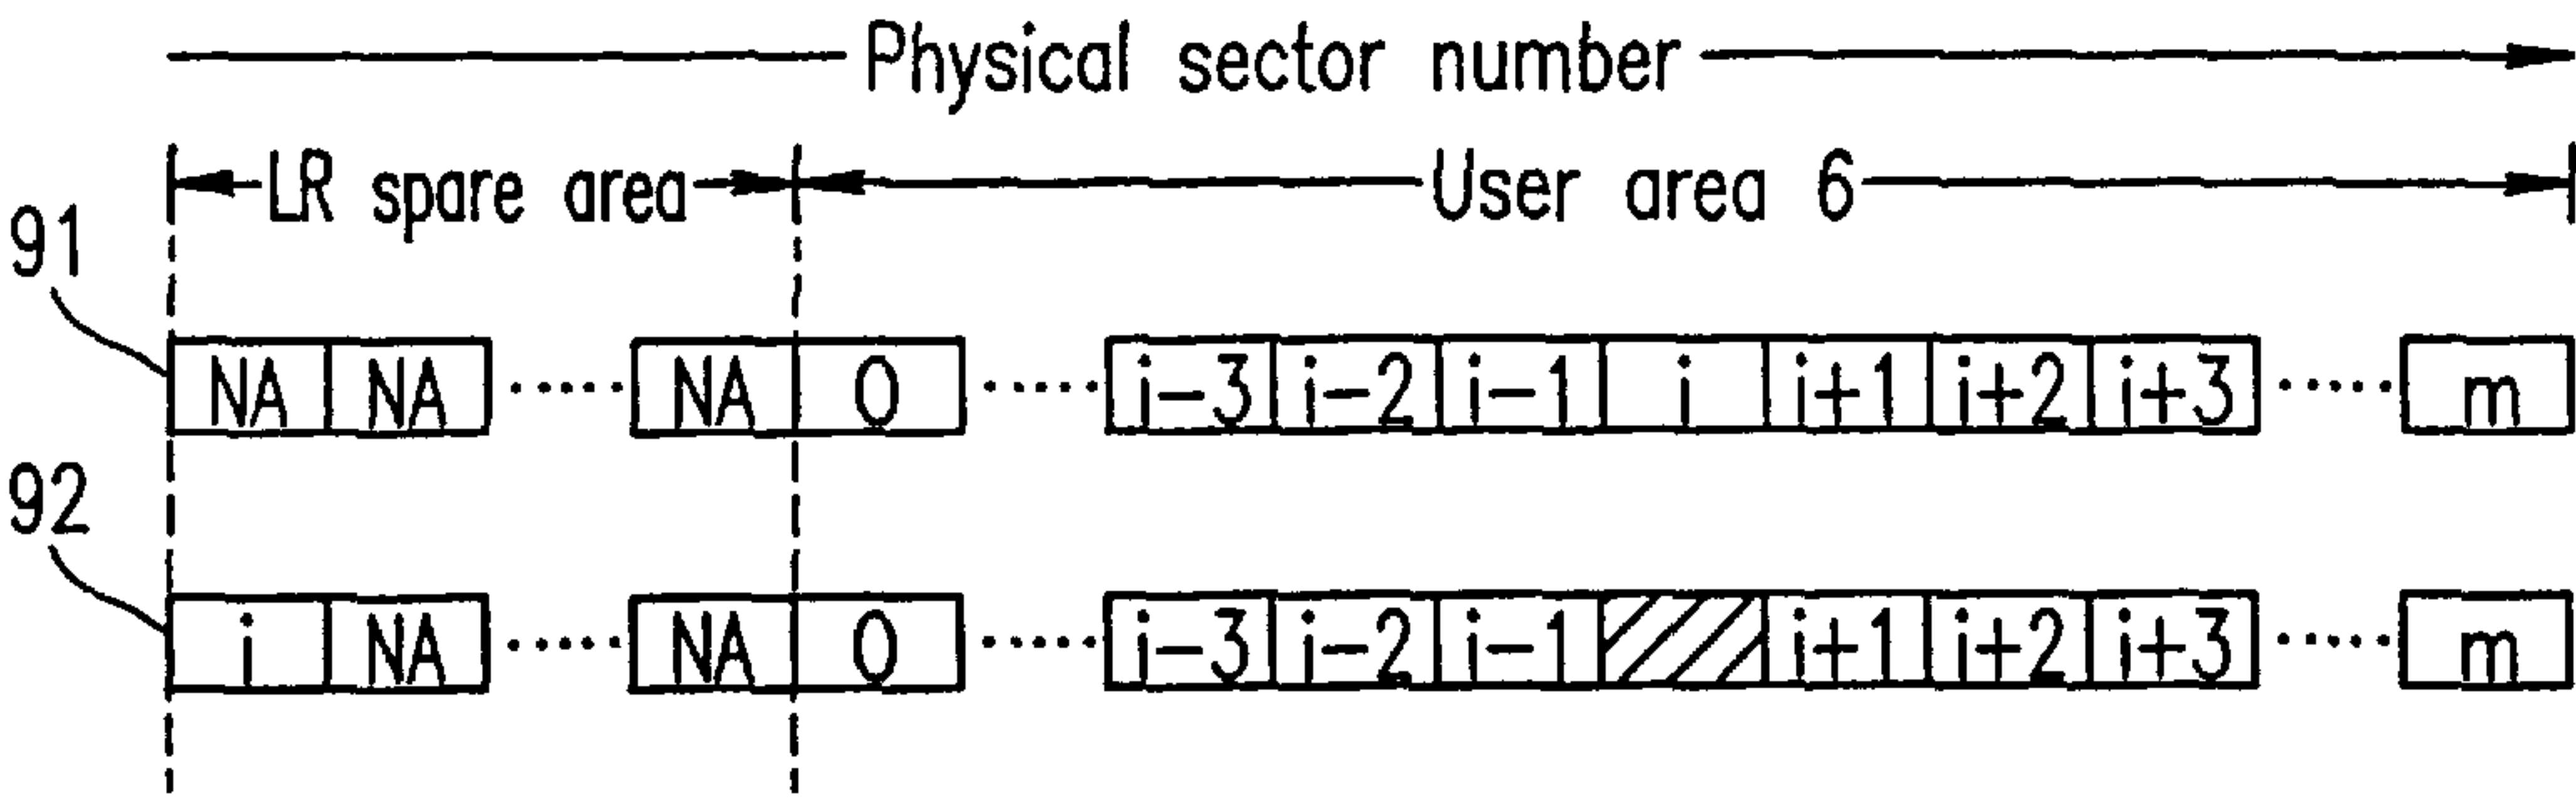 Physical sector number
LR spare area User area 6
91
NA NA ..... NA 0 ..... i-3 i-2 i-1 i i+1 i+2 i+3 ..... m
92
i NA ..... NA 0 ..... i-3 i-2 i-1 i+1 i+2 i+3 ..... m